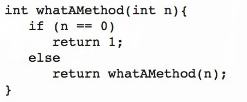 int whatAMethod(int n){
if (n == 0)
return 1;
else
return whatAMethod(n);
}